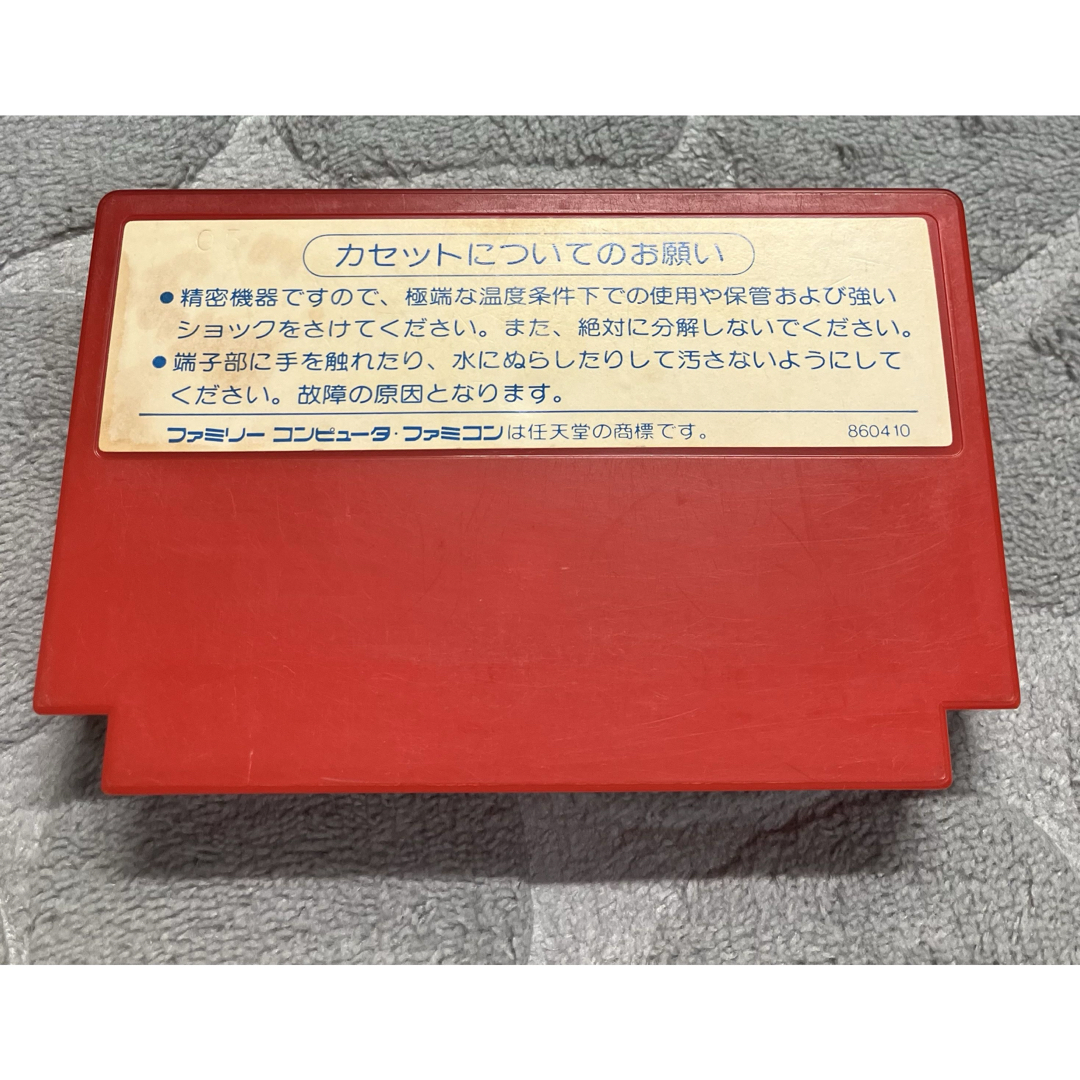 カセットについてのお願い
●精密機器ですので、極端な温度条件下での使用や保管および強い
ショックをさけてください。また、絶対に分解しないでください。
●端子部に手を触れたり、水にぬらしたりして汚さないようにして
ください。故障の原因となります。
ファミリー コンピュータ・ファミコンは任天堂の商標です。 860410